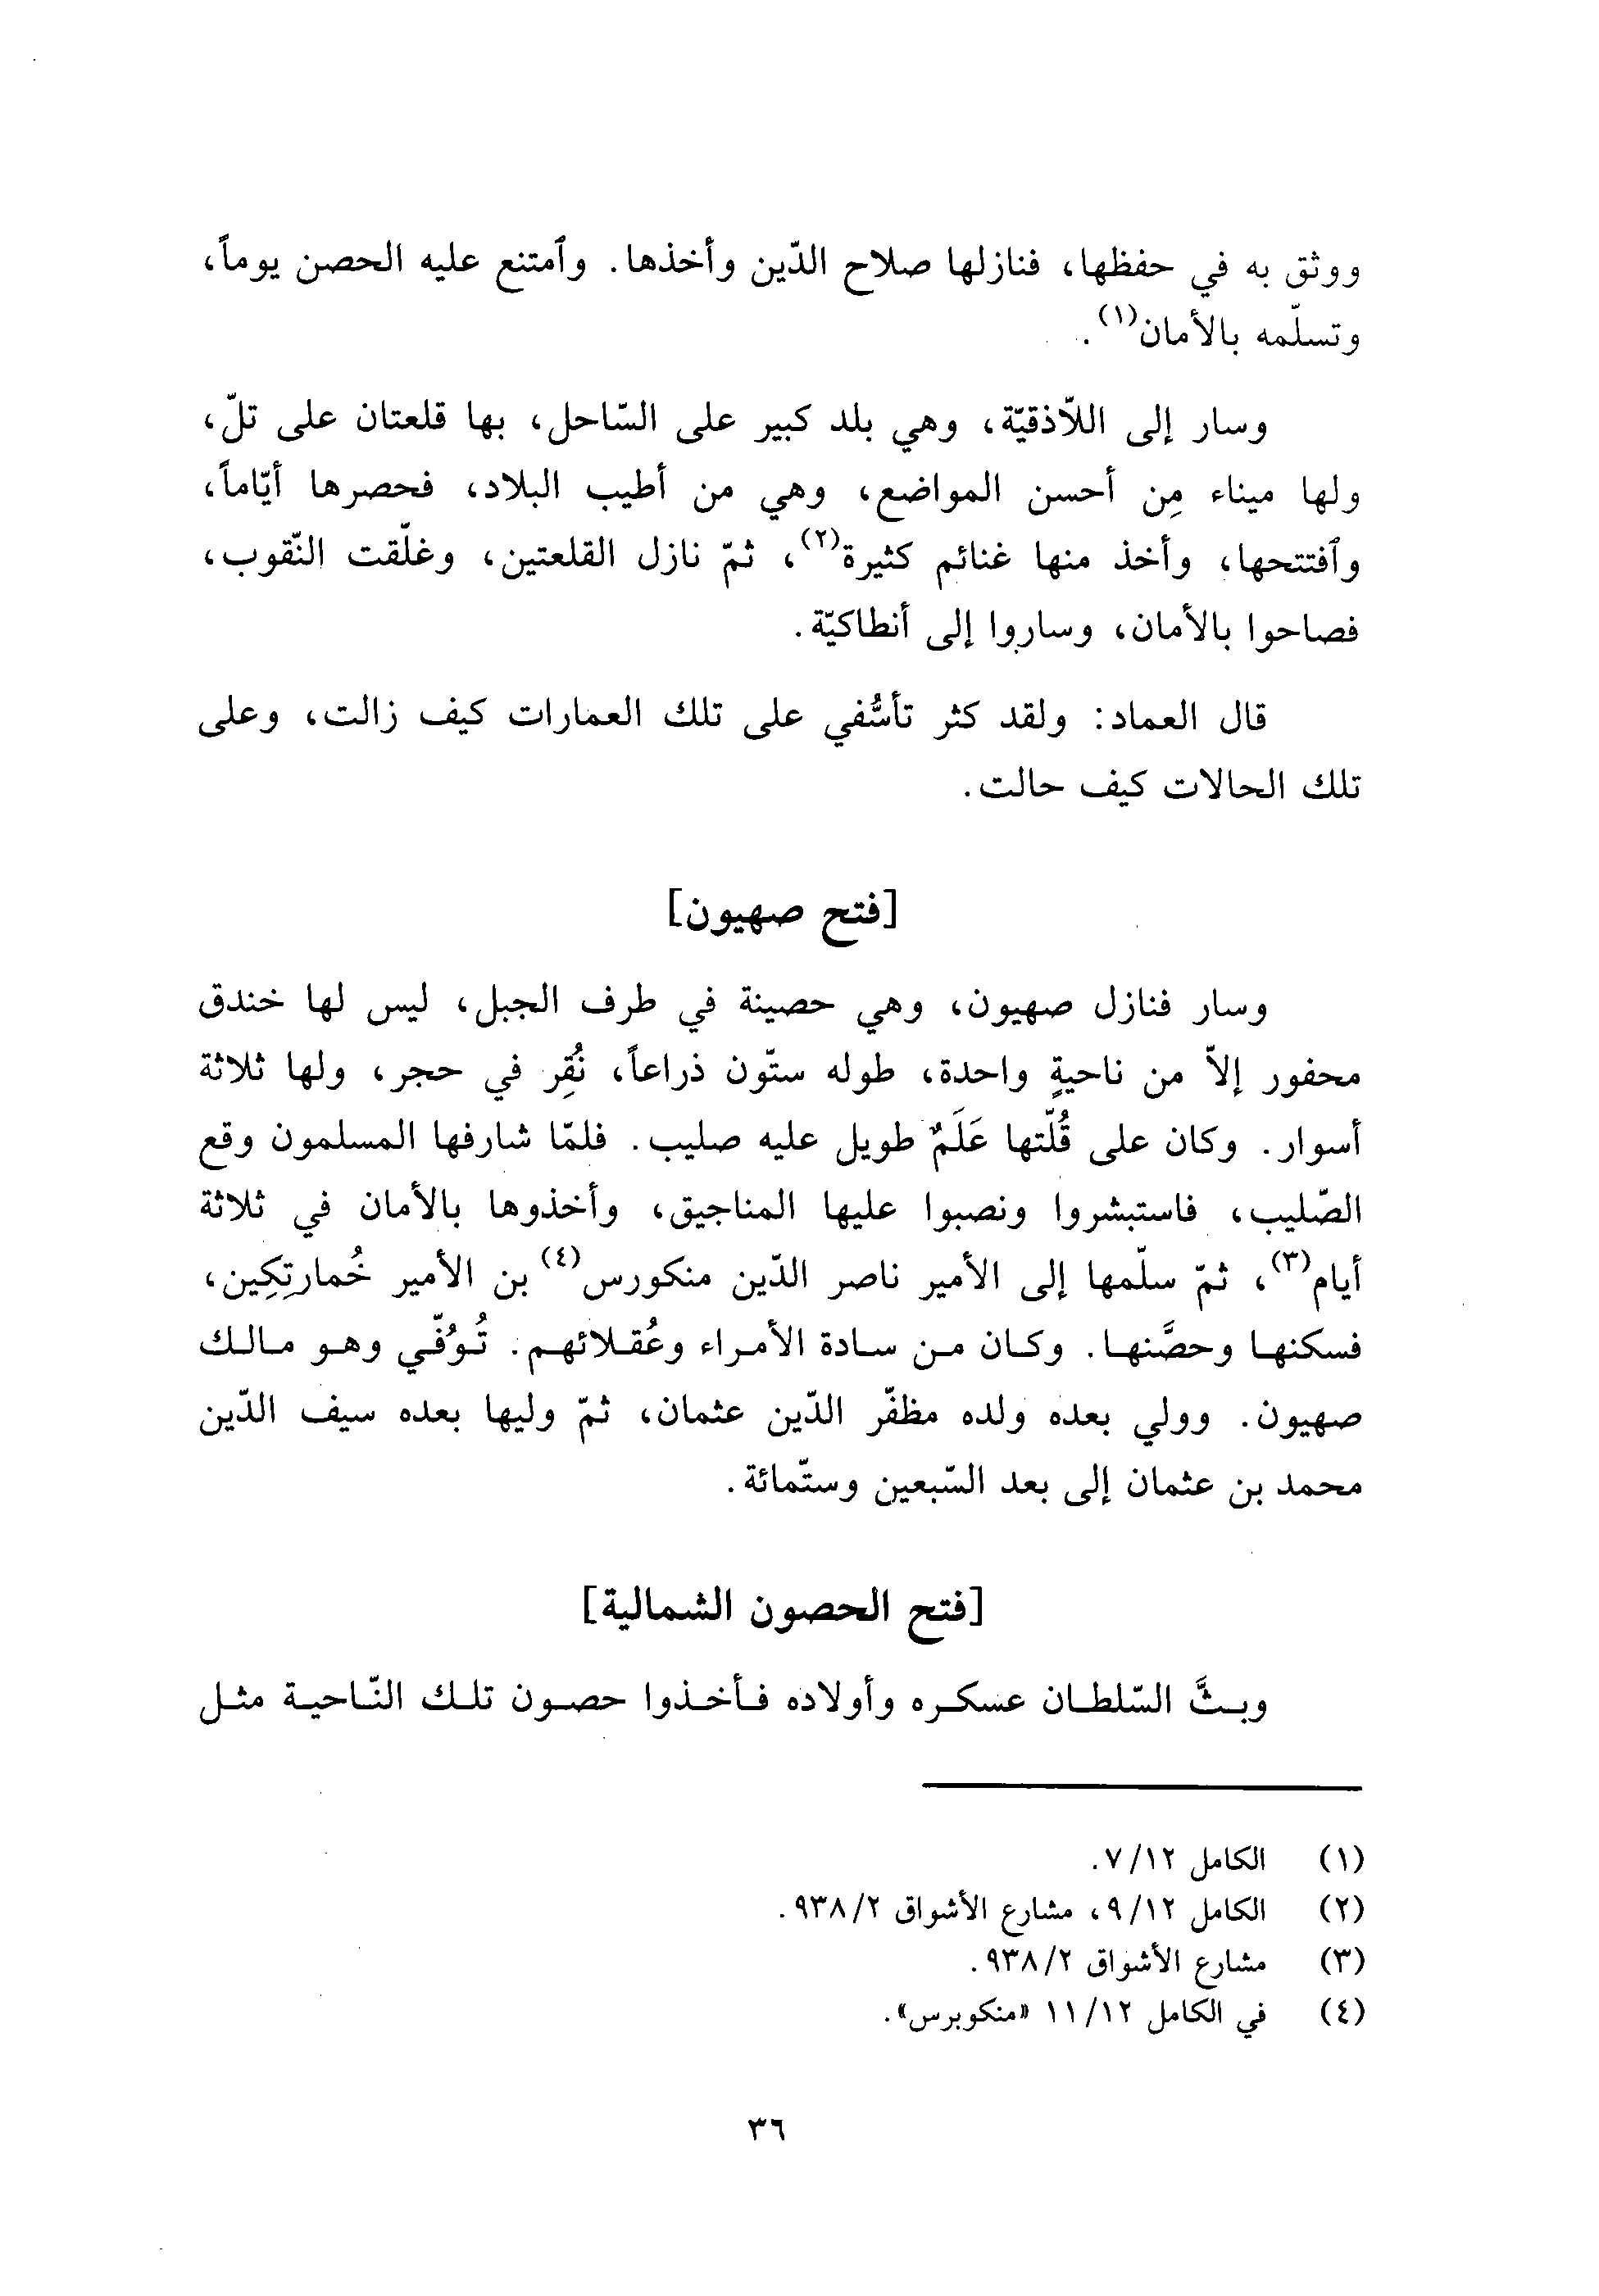 ووثق به في حفظها، فنازلها صلاح الدّين وأخذها. وٱمتنع عليه الحصن يوماً،
وتسلّمه بالأمان(١).
وسار إلى اللاّذقيّة، وهي بلد كبير على السّاحل، بها قلعتان على تلّ،
ولها ميناء مِن أحسن المواضع، وهي من أطيب البلاد، فحصرها أيّاماً،
وٱفتتحها، وأخذ منها غنائم كثيرة(٢)، ثمّ نازل القلعتين، وغلّقت النّقوب،
فصاحوا بالأمان، وساروا إلى أنطاكيّة.
قال العماد: ولقد كثر تأسُّفي على تلك العمارات كيف زالت، وعلى
تلك الحالات كيف حالت.
[فتح صهيون]
وسار فنازل صهيون، وهي حصينة في طرف الجبل، ليس لها خندق
محفور إلاّ من ناحيةٍ واحدة، طوله ستّون ذراعاً، نُقِر في حجر، ولها ثلاثة
أسوار. وكان على قُلّتها عَلَمٌ طويل عليه صليب. فلمّا شارفها المسلمون وقع
الصّليب، فاستبشروا ونصبوا عليها المناجيق، وأخذوها بالأمان في ثلاثة
أيام(٣)، ثمّ سلّمها إلى الأمير ناصر الدّين منكورس(٤) بن الأمير خُمارتِكِين،
فسكنها وحصَّنها. وكان من سادة الأمراء وعُقلائهم. تُوُفّي وهو مالك
صهيون. وولي بعده ولده مظفّر الدّين عثمان، ثمّ وليها بعده سيف الدّين
محمد بن عثمان إلى بعد السّبعين وستّمائة.
[فتح الحصون الشمالية]
وبثَّ السّلطان عسكره وأولاده فأخذوا حصون تلك النّاحية مثل
(١) الكامل ٧/١٢.
(٢) الكامل ٩/١٢، مشارع الأشواق ٩٣٨/٢.
(٣) مشارع الأشواق ٩٣٨/٢.
(٤) في الكامل ١١/١٢ «منكوبرس».
٣٦